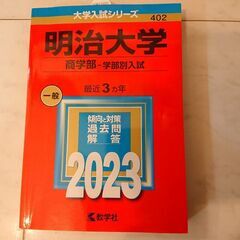 大学入試シリーズ
402
明治大学
商学部-学部別入試
最近3カ年
一般
傾向と対策
過去問
解答
2023
教学社